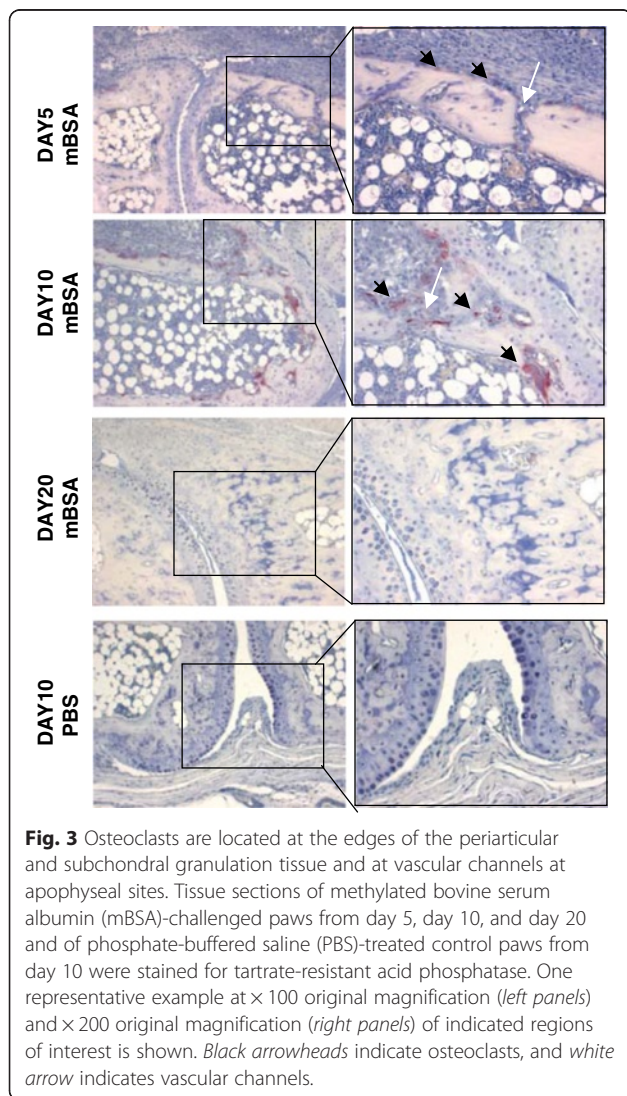 DAY5
mBSA
DAY10
mBSA
DAY20
mBSA
DAY10
PBS
Fig. 3 Osteoclasts are located at the edges of the periarticular
and subchondral granulation tissue and at vascular channels at
apophyseal sites. Tissue sections of methylated bovine serum
albumin (mBSA)-challenged paws from day 5, day 10, and day 20
and of phosphate-buffered saline (PBS)-treated control paws from
day 10 were stained for tartrate-resistant acid phosphatase. One
representative example at × 100 original magnification (left panels)
and × 200 original magnification (right panels) of indicated regions
of interest is shown. Black arrowheads indicate osteoclasts, and white
arrow indicates vascular channels.